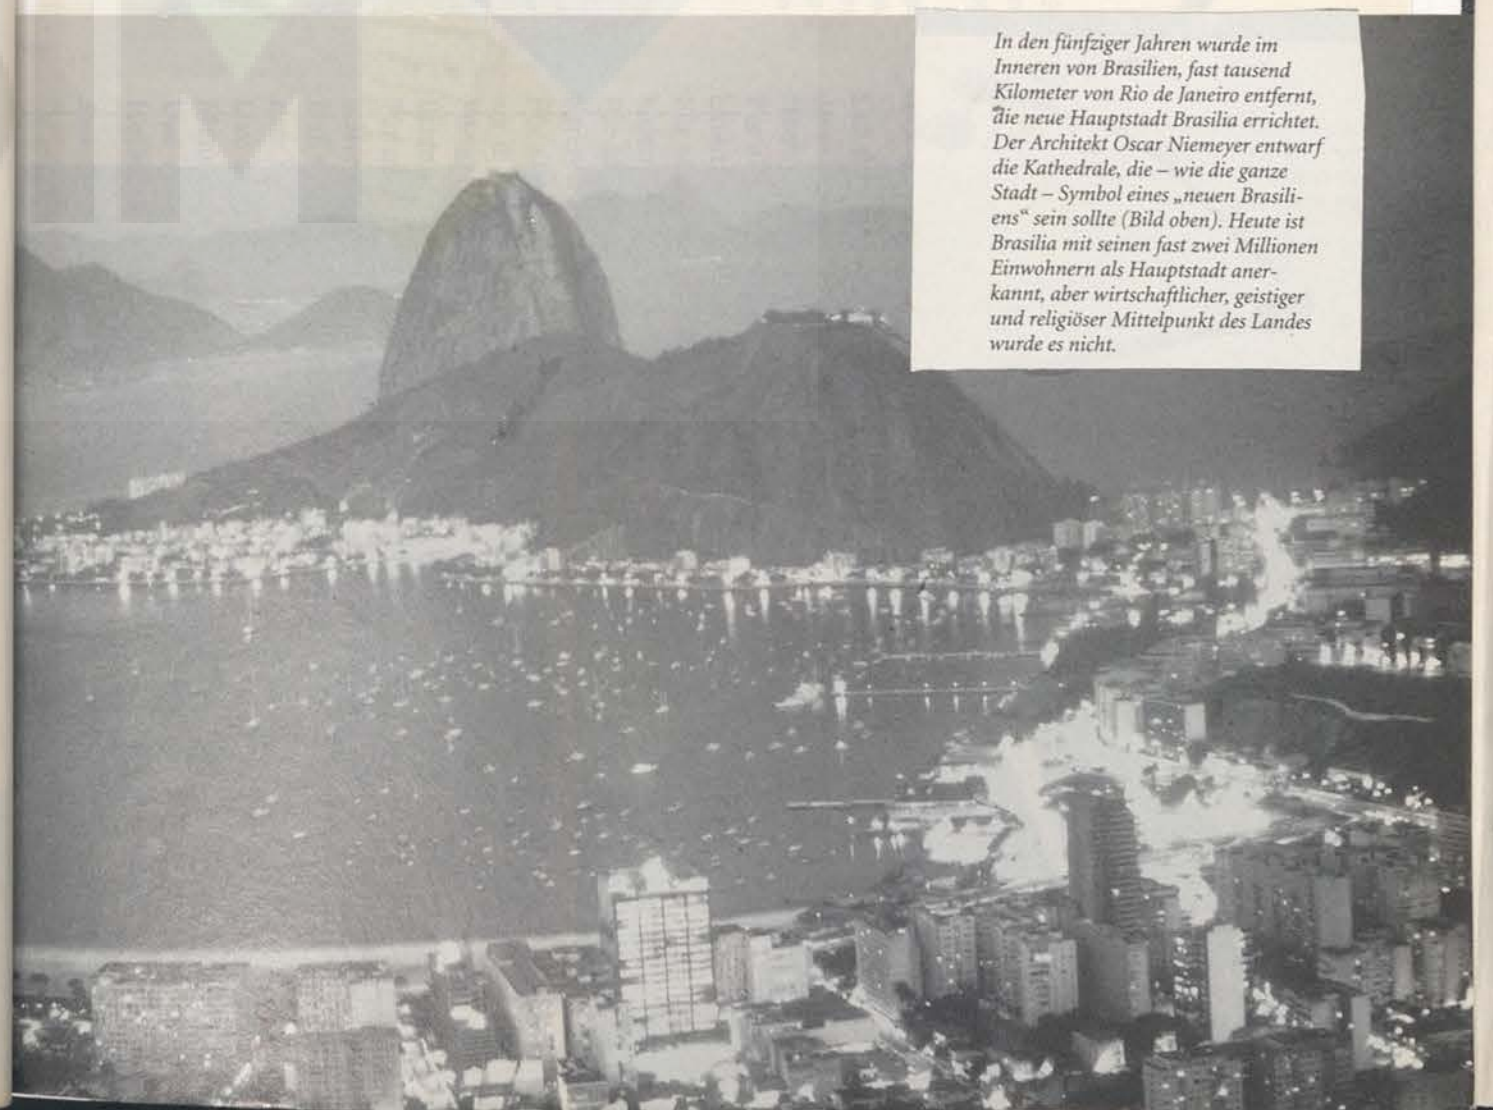 In den fünfziger Jahren wurde im
Inneren von Brasilien, fast tausend
Kilometer von Rio de Janeiro entfernt,
die neue Hauptstadt Brasilia errichtet.
Der Architekt Oscar Niemeyer entwarf
die Kathedrale, die – wie die ganze
Stadt – Symbol eines „neuen Brasili-
ens“ sein sollte (Bild oben). Heute ist
Brasilia mit seinen fast zwei Millionen
Einwohnern als Hauptstadt aner-
kannt, aber wirtschaftlicher, geistiger
und religiöser Mittelpunkt des Landes
wurde es nicht.